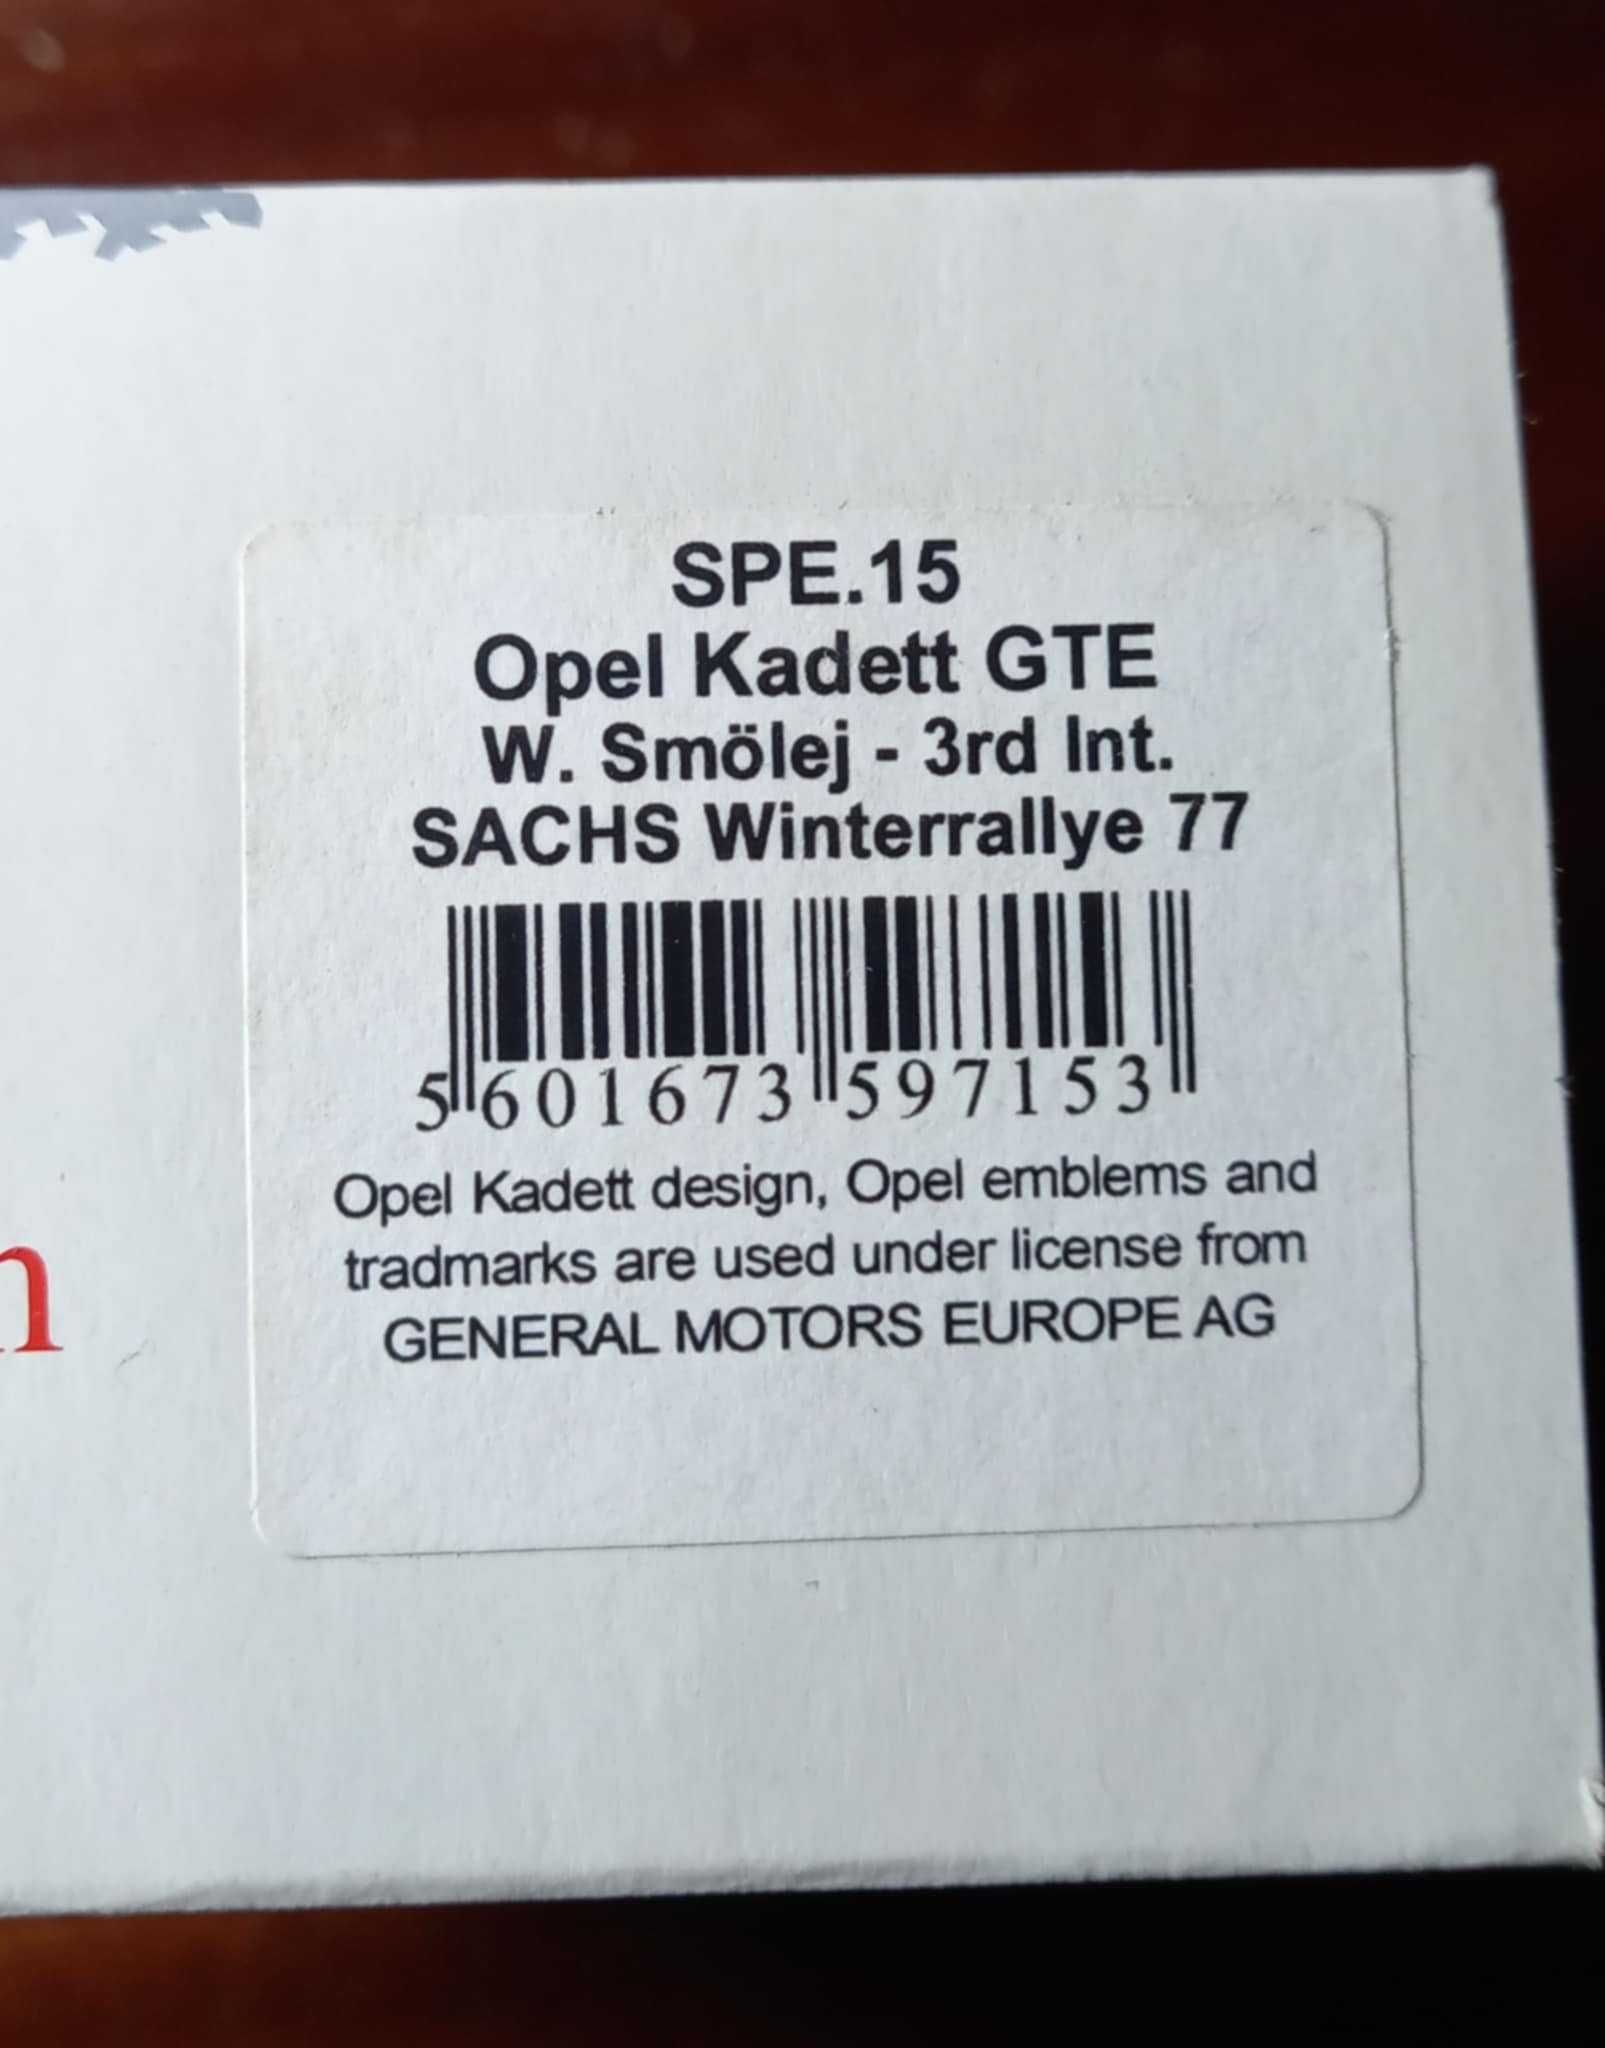 SPE.15
Opel Kadett GTE
W. Smölej - 3rd Int.
SACHS Winterrallye 77
5 601673 597153
Opel Kadett design, Opel emblems and
tradmarks are used under license from
GENERAL MOTORS EUROPE AG